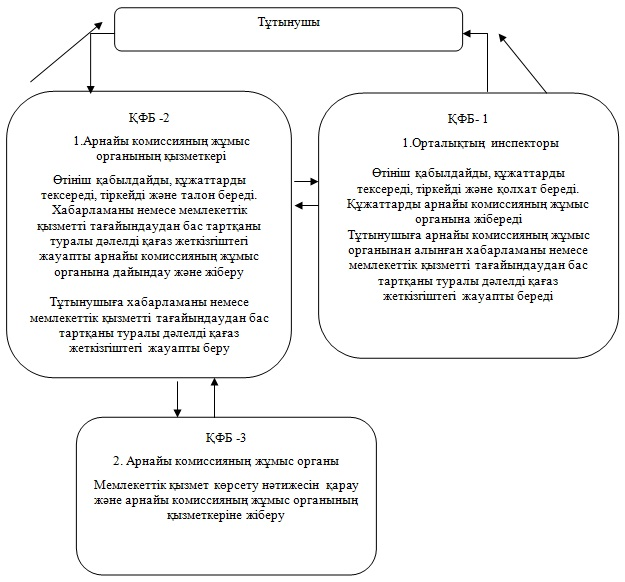 Тұтынушы
ҚФБ -2
1.Арнайы комиссияның жұмыс
органының қызметкері
Өтініш қабылдайды, құжаттарды
тексереді, тіркейді және талон береді.
Хабарламаны немесе мемлекеттік
қызметті тағайындаудан бас тартқаны
туралы дәлелді қағаз жеткізгіштегі
жауапты арнайы комиссияның жұмыс
органына дайындау және жіберу
Тұтынушыға хабарламаны немесе
мемлекеттік қызметті тағайындаудан бас
тартқаны туралы дәлелді қағаз
жеткізгіштегі жауапты беру
ҚФБ- 1
1.Орталықтың инспекторы
Өтініш қабылдайды, құжаттарды
тексереді, тіркейді және қолхат береді.
Құжаттарды арнайы комиссияның жұмыс
органына жібереді
Тұтынушыға арнайы комиссияның жұмыс
органынан алынған хабарламаны немесе
мемлекеттік қызметті тағайындаудан бас
тартқаны туралы дәлелді қағаз
жеткізгіштегі жауапты береді
ҚФБ -3
2. Арнайы комиссияның жұмыс органы
Мемлекеттік қызмет көрсету нәтижесін қарау
және арнайы комиссияның жұмыс органының
қызметкеріне жіберу